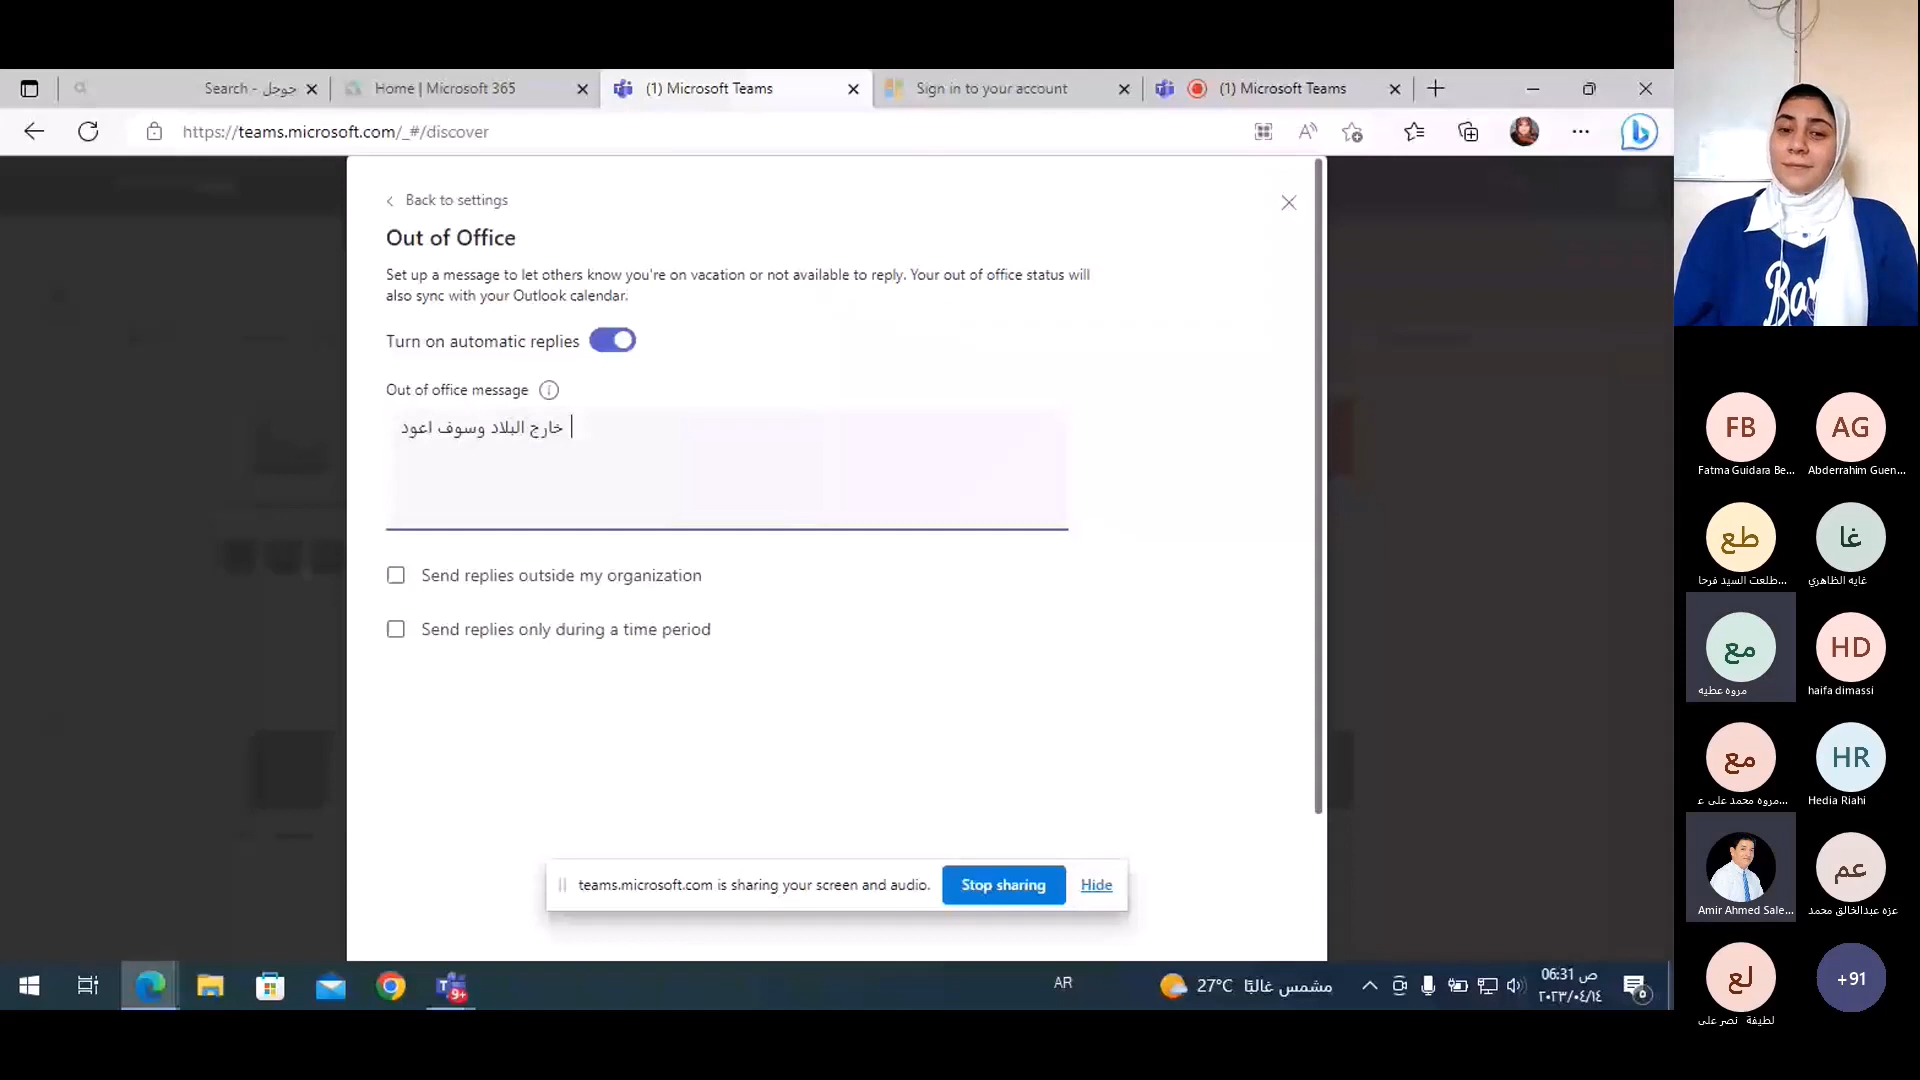 Search - جوجل
Home | Microsoft 365
(1) Microsoft Teams
Sign in to your account
(1) Microsoft Teams
https://teams.microsoft.com/_#/discover
Back to settings
Out of Office
Set up a message to let others know you're on vacation or not available to reply. Your out of office status will
also sync with your Outlook calendar.
Turn on automatic replies
Out of office message
خارج البلاد وسوف اعود
Send replies outside my organization
Send replies only during a time period
teams.microsoft.com is sharing your screen and audio.
Stop sharing
Hide
9+
AR
27°C مشمس غالبًا
06:31 ص
٢٠٢٣/٠٤/١٤
Ba
FB
AG
Fatma Guidara Be...
Abderrahim Guen...
طع
غا
طلعت السيد فرحا...
غايه الظاهري
مع
HD
مروه عطيه
haifa dimassi
مع
HR
مروه محمد على ع...
Hedia Riahi
عم
Amir Ahmed Sale...
عزه عبدالخالق محمد
لع
+91
لطيفة نصر على